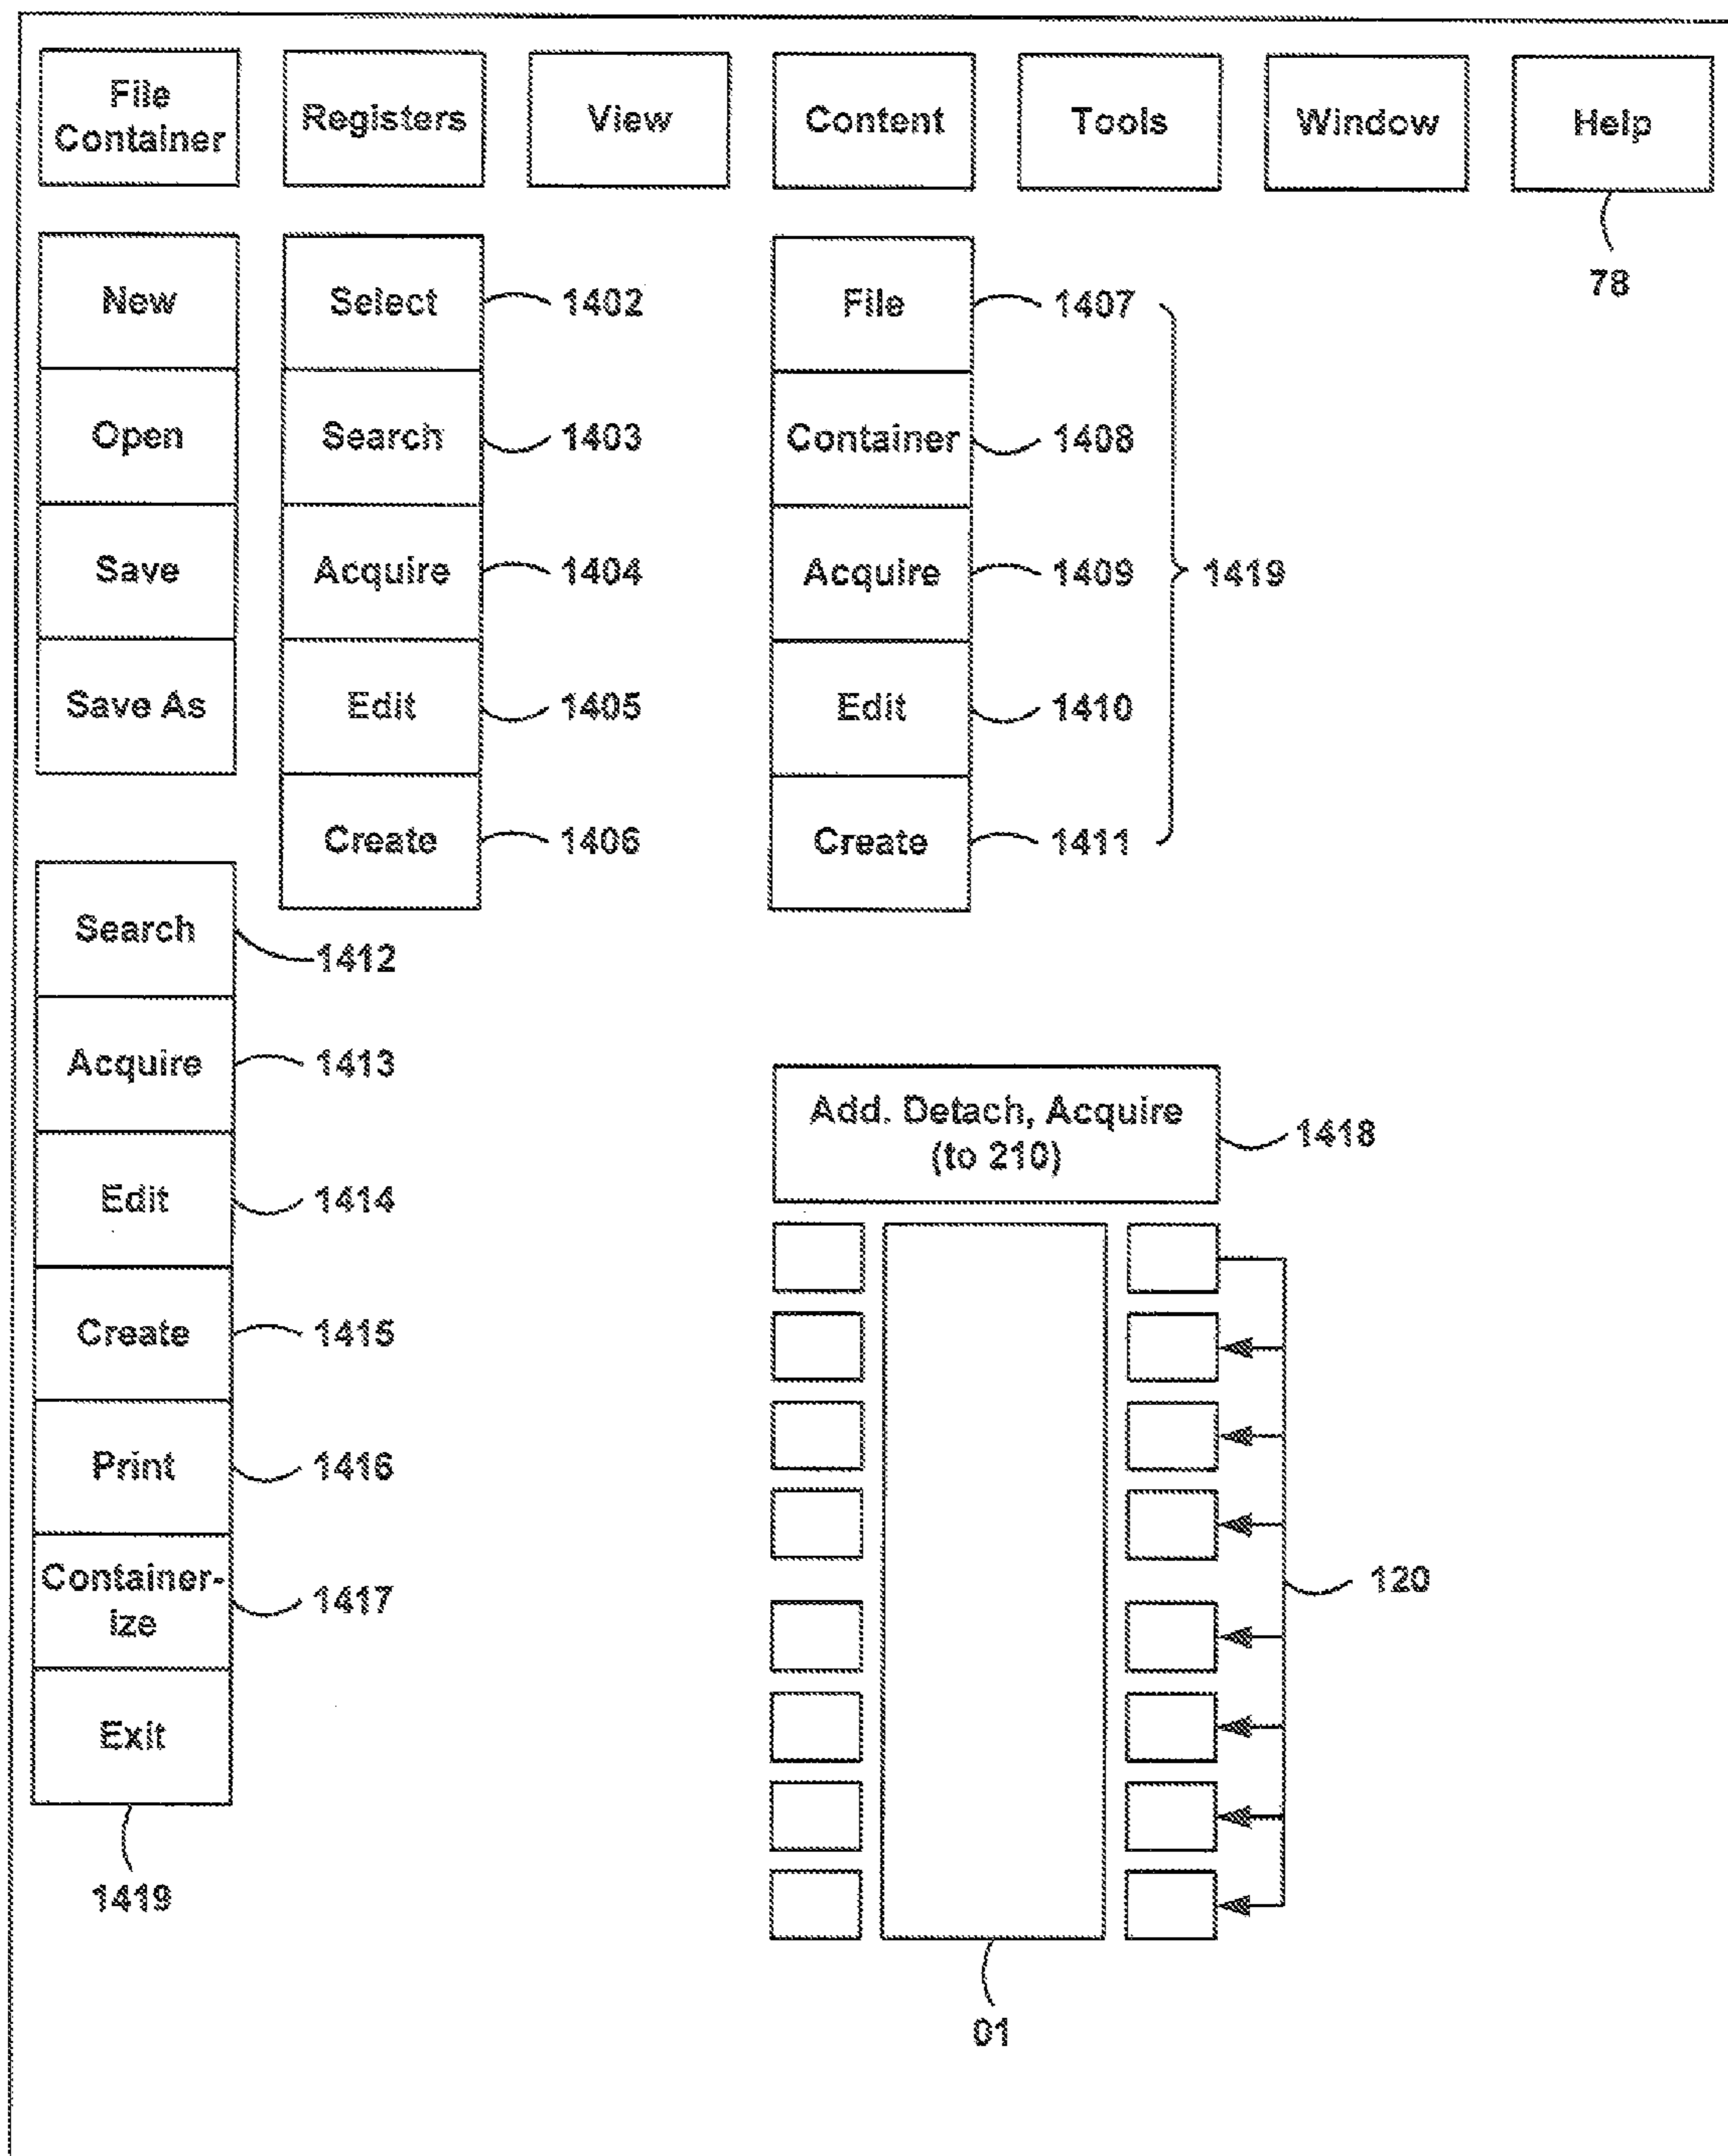 File
Container
Registers
View
Content
Tools
Window
Help
78
New
Open
Save
Save As
Select
1402
Search
1403
Acquire
1404
Edit
1405
Create
1406
File
1407
Container
1408
Acquire
1409
Edit
1410
Create
1411
1419
Search
1412
Acquire
1413
Edit
1414
Create
1415
Print
1416
Container-
ize
1417
Exit
1419
Add. Detach, Acquire
(to 210)
1418
120
01